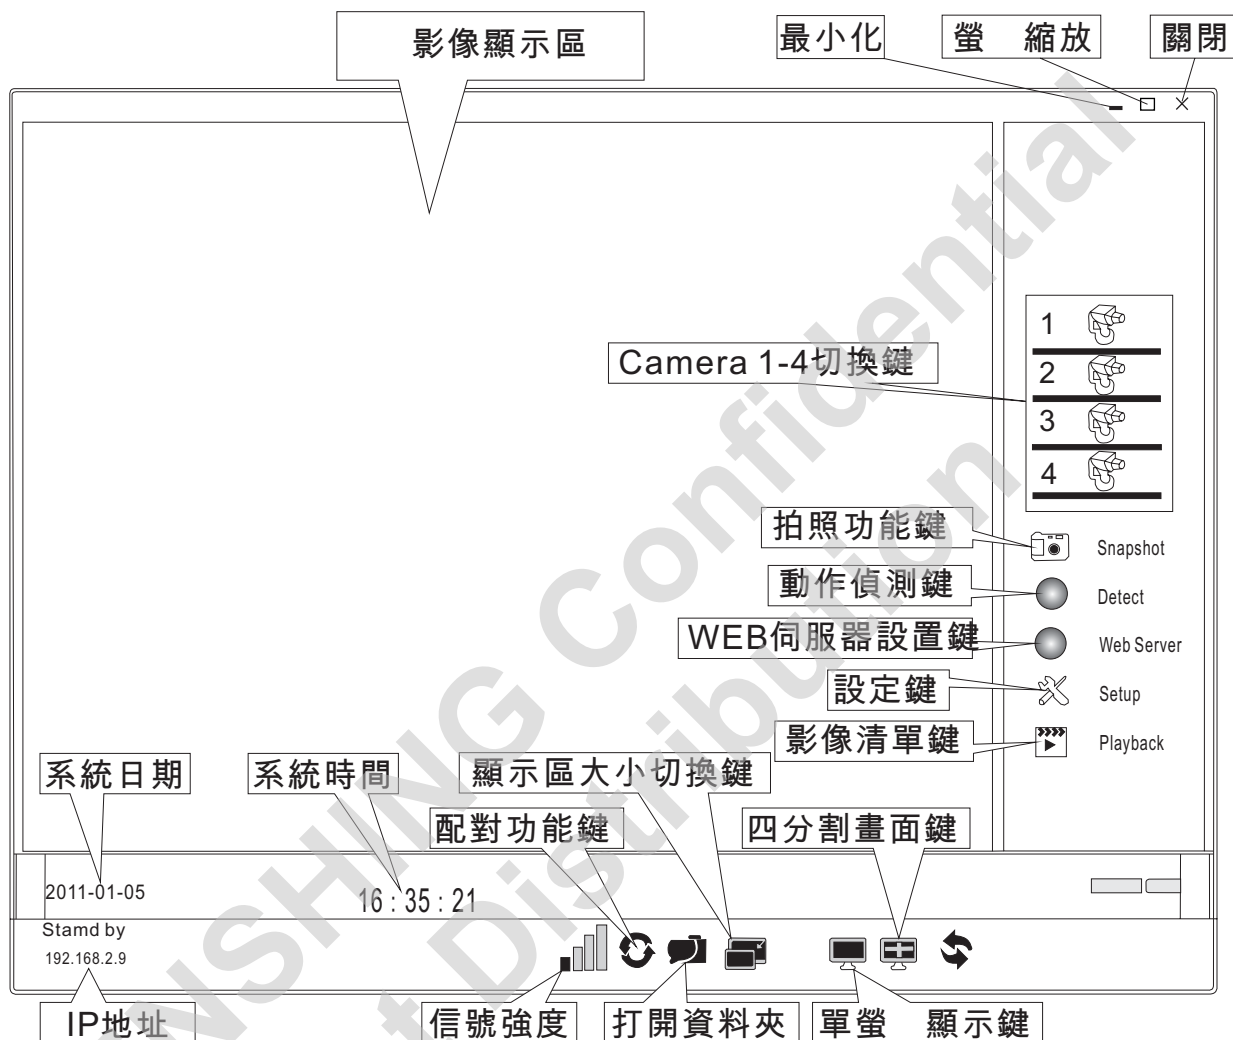 影像顯示區
最小化
螢 縮放
關閉
Camera 1-4切換鍵
1
2
3
4
拍照功能鍵
Snapshot
動作偵測鍵
Detect
WEB伺服器設置鍵
Web Server
設定鍵
Setup
影像清單鍵
Playback
系統日期
系統時間
顯示區大小切換鍵
配對功能鍵
四分割畫面鍵
2011-01-05
16 : 35 : 21
Stamd by
192.168.2.9
IP地址
信號強度
打開資料夾
單螢 顯示鍵
NSHING Confidential
t Distribution